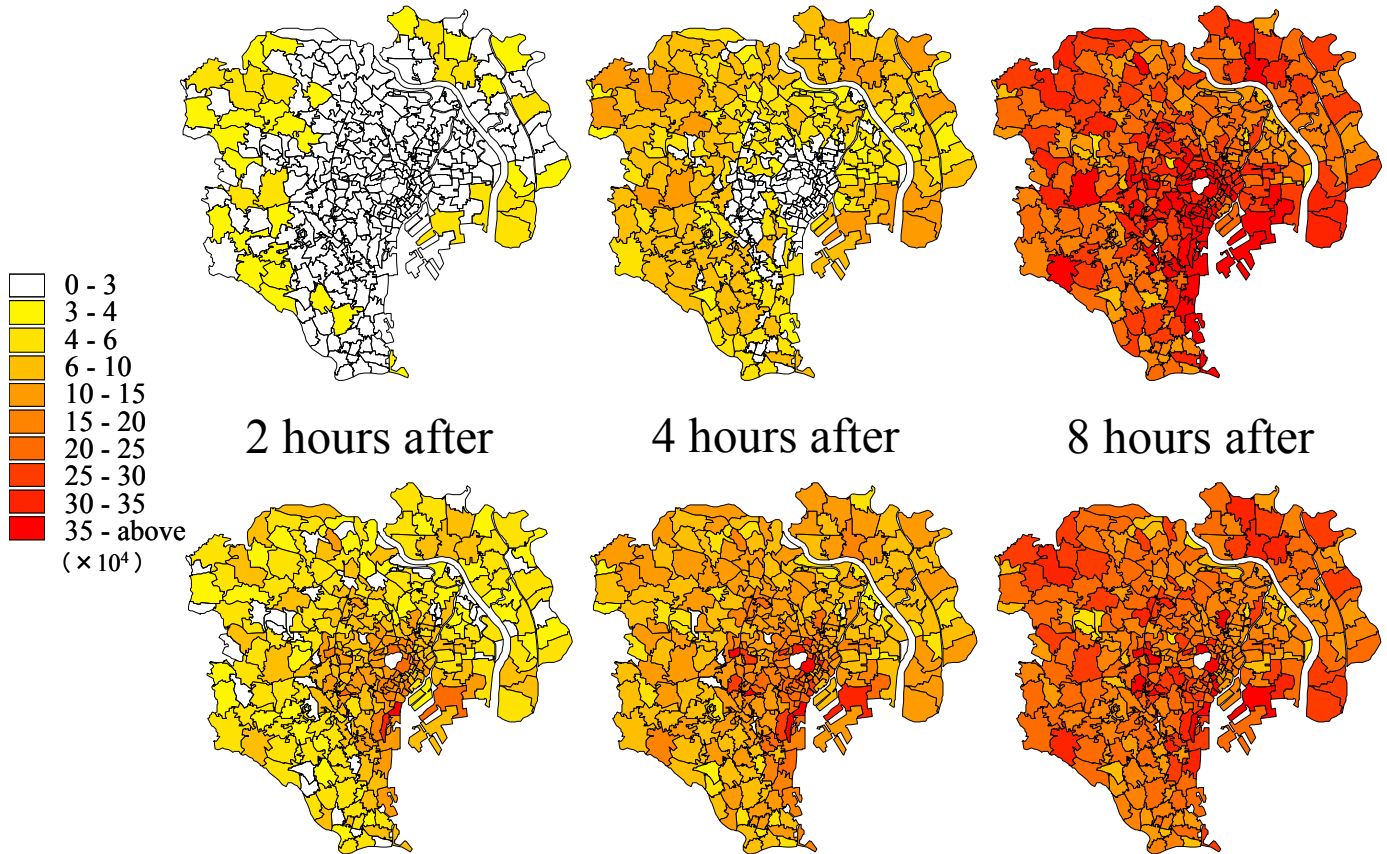 0 - 3
3 - 4
4 - 6
6 - 10
10 - 15
15 - 20
20 - 25
25 - 30
30 - 35
35 - above
(×10⁴)
2 hours after
4 hours after
8 hours after